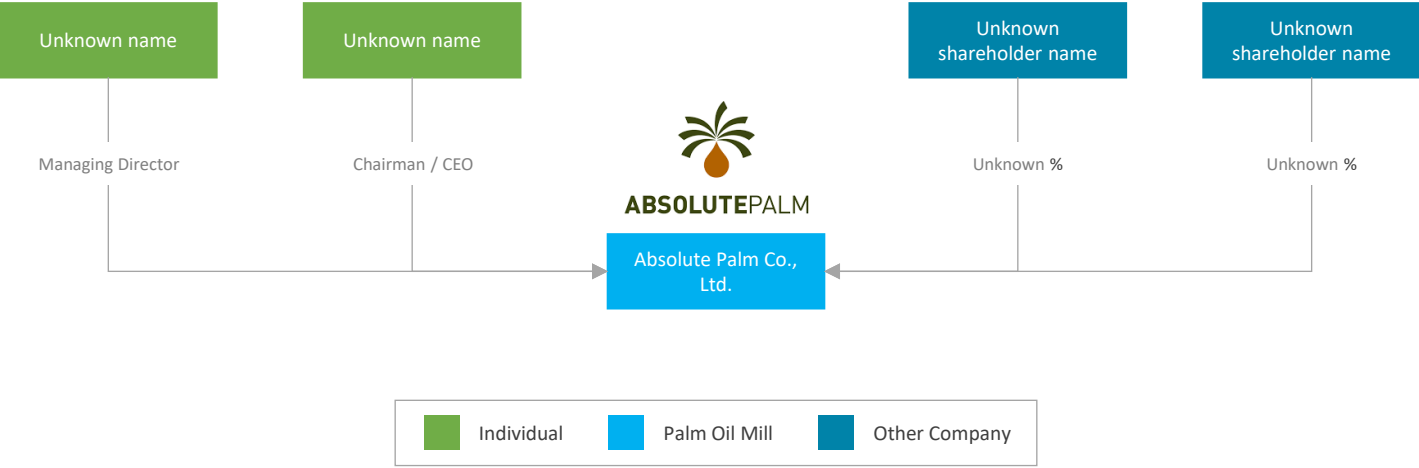 Unknown name
Unknown name
Unknown
shareholder name
Unknown
shareholder name
Managing Director
Chairman / CEO
Unknown %
Unknown %
ABSOLUTEPALM
Absolute Palm Co.,
Ltd.
Individual
Palm Oil Mill
Other Company